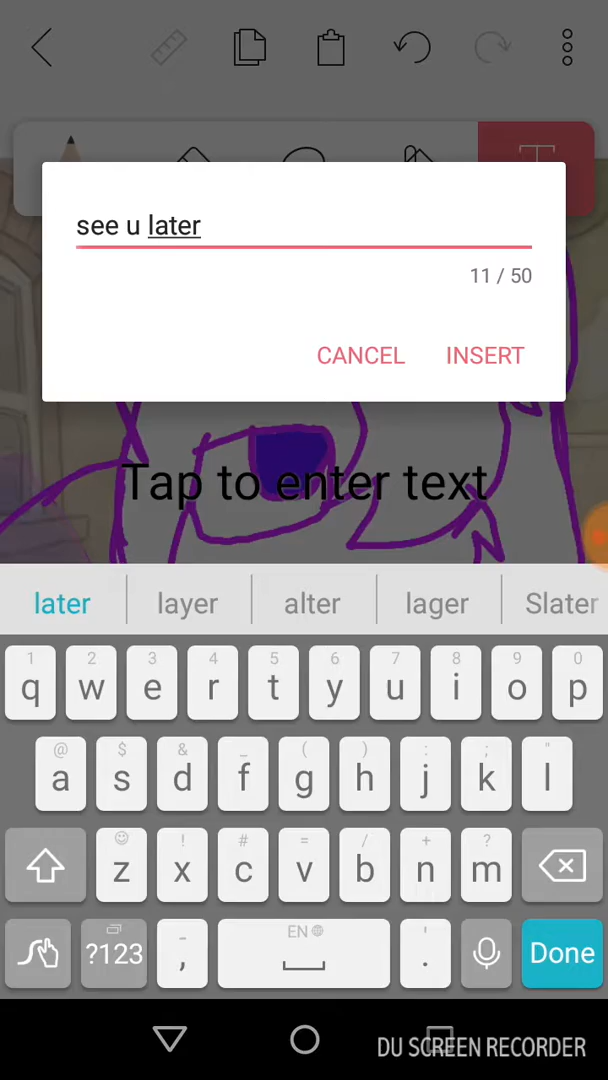 see u later
11 / 50
CANCEL INSERT
Tap to enter text
later layer alter lager Slater
1 2 3 4 5 6 7 8 9 0
q w e r t y u i o p
@ $ & _ ( ) : ; "
a s d f g h j k l
! # = / + ?
z x c v b n m
EN
?123 , . Done
DU SCREEN RECORDER